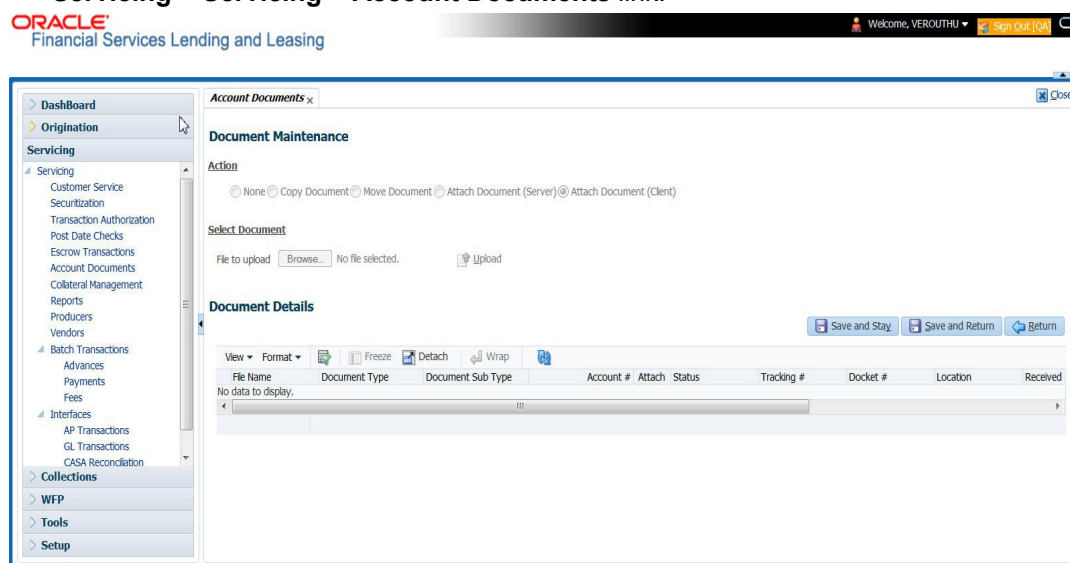 ORACLE
Financial Services Lending and Leasing
Welcome, VEROUTHU
Sign Out [QA]
DashBoard
Origination
Servicing
Servicing
Customer Service
Securitization
Transaction Authorization
Post Date Checks
Escrow Transactions
Account Documents
Collateral Management
Reports
Producers
Vendors
Batch Transactions
Advances
Payments
Fees
Interfaces
AP Transactions
GL Transactions
CASA Reconciliation
Collections
WFP
Tools
Setup
Account Documents x
Close
Document Maintenance
Action
None Copy Document Move Document Attach Document (Server) Attach Document (Client)
Select Document
File to upload Browse... No file selected. Upload
Document Details
Save and Stay Save and Return Return
View Format Freeze Detach Wrap
File Name Document Type Document Sub Type Account # Attach Status Tracking # Docket # Location Received
No data to display.